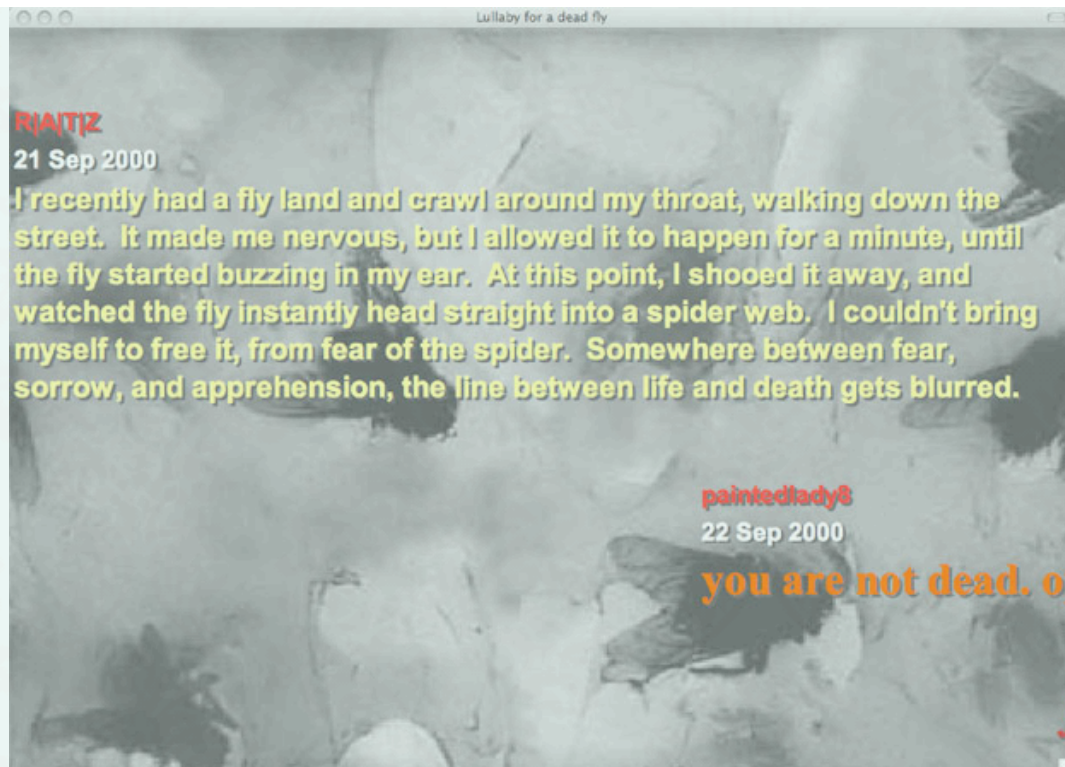 Lullaby for a dead fly
R|A|T|Z
21 Sep 2000
I recently had a fly land and crawl around my throat, walking down the
street.  It made me nervous, but I allowed it to happen for a minute, until
the fly started buzzing in my ear.  At this point, I shooed it away, and
watched the fly instantly head straight into a spider web.  I couldn't bring
myself to free it, from fear of the spider.  Somewhere between fear,
sorrow, and apprehension, the line between life and death gets blurred.
paintedlady8
22 Sep 2000
you are not dead. o